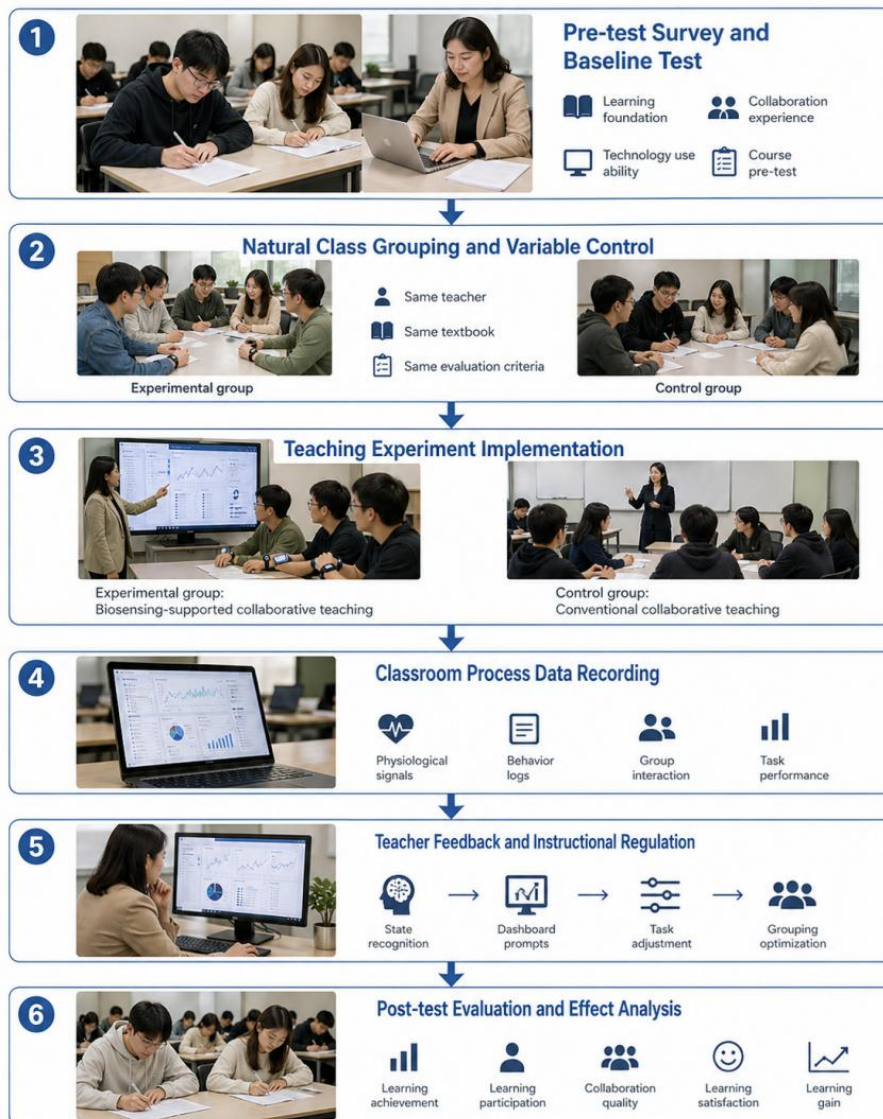 1
Pre-test Survey and
Baseline Test
Learning
foundation
Collaboration
experience
Technology use
ability
Course
pre-test
2
Natural Class Grouping and Variable Control
Same teacher
Same textbook
Same evaluation criteria
Experimental group
Control group
3
Teaching Experiment Implementation
Experimental group:
Biosensing-supported collaborative teaching
Control group:
Conventional collaborative teaching
4
Classroom Process Data Recording
Physiological
signals
Behavior
logs
Group
interaction
Task
performance
5
Teacher Feedback and Instructional Regulation
State
recognition
Dashboard
prompts
Task
adjustment
Grouping
optimization
6
Post-test Evaluation and Effect Analysis
Learning
achievement
Learning
participation
Collaboration
quality
Learning
satisfaction
Learning
gain